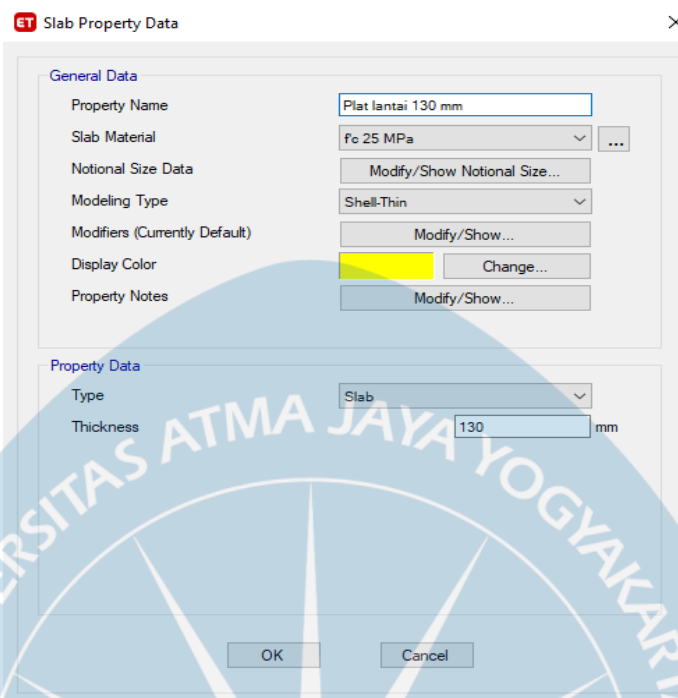 ET Slab Property Data
General Data
Property Name Plat lantai 130 mm
Slab Material f'c 25 MPa ...
Notional Size Data Modify/Show Notional Size...
Modeling Type Shell-Thin
Modifiers (Currently Default) Modify/Show...
Display Color Change...
Property Notes Modify/Show...
Property Data
Type Slab
Thickness 130 mm
OK Cancel
ERSITAS ATMA JAYA YOGYAKARTA